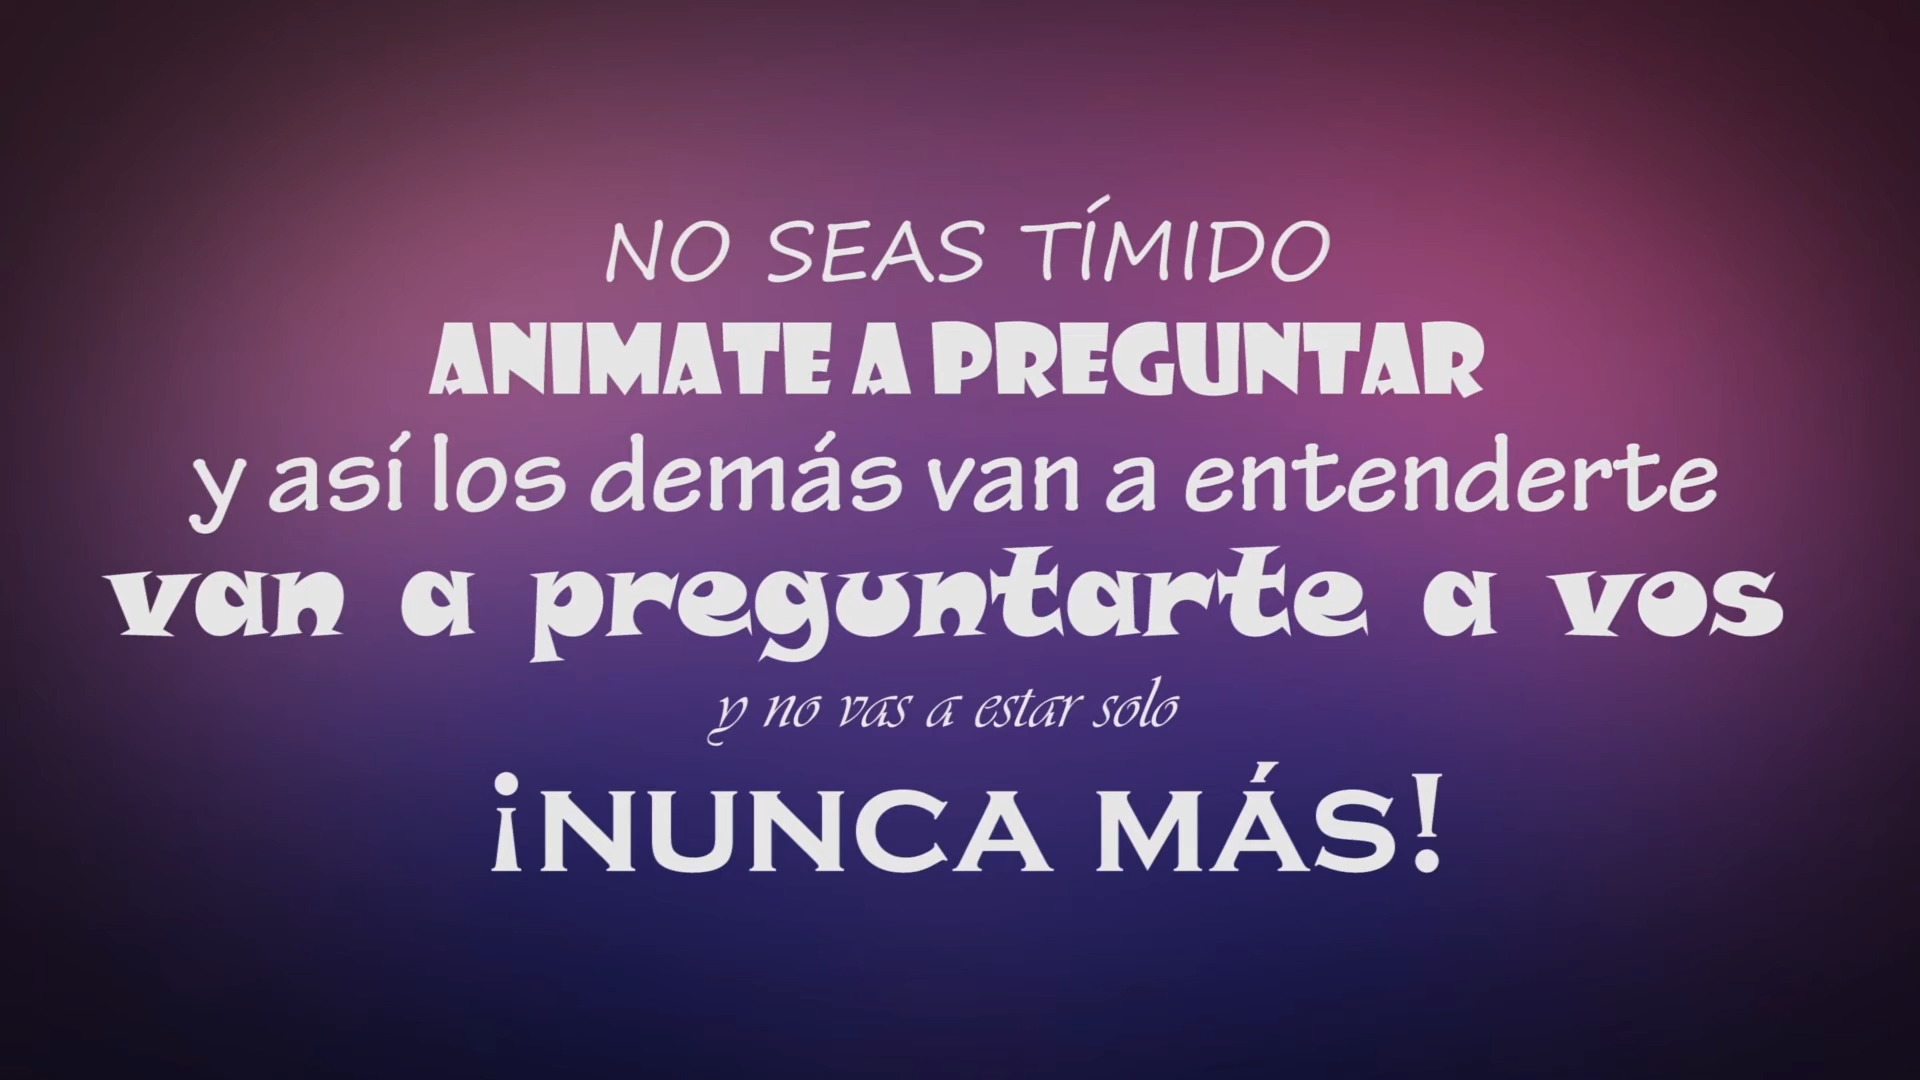 NO SEAS TÍMIDO
ANIMATE A PREGUNTAR
y así los demás van a entenderte
van a preguntarte a vos
y no vas a estar solo
¡NUNCA MÁS!